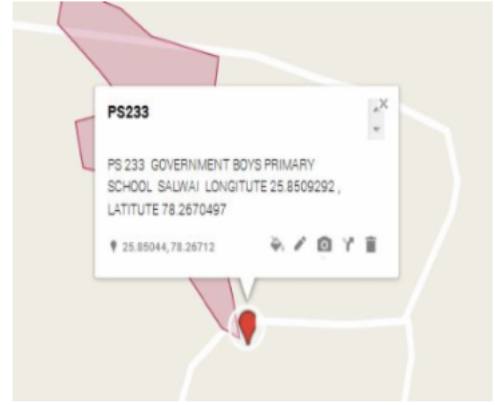 PS233
PS 233 GOVERNMENT BOYS PRIMARY
SCHOOL SALWAI LONGITUTE 25.8509292 ,
LATITUTE 78.2670497
25.85044,78.26712